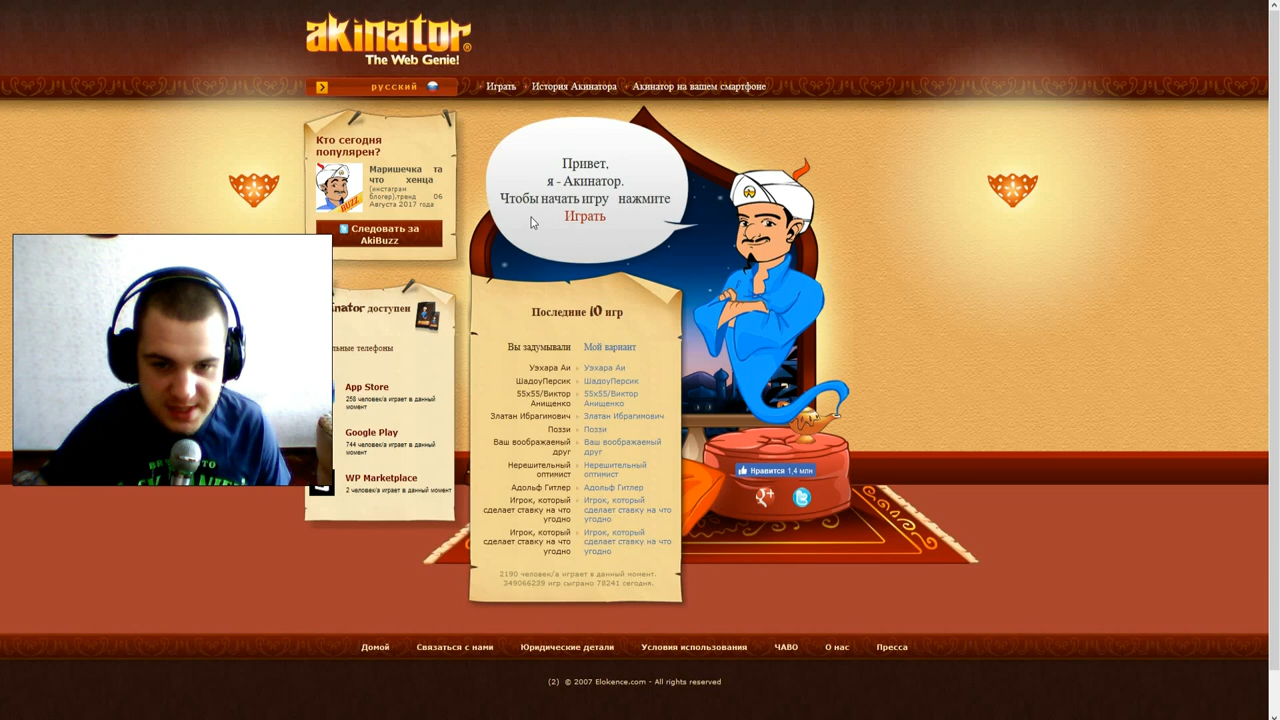 akinator®
The Web Genie!
русский
Играть
История Акинатора
Акинатор на вашем смартфоне
Кто сегодня
популярен?
Маришечка та
что хенца
(инстаграм
блогер),тренд 06
Августа 2017 года
BUZZ
Следовать за
AkiBuzz
Привет,
я - Акинатор.
Чтобы начать игру нажмите
Играть
nator доступен
льные телефоны
App Store
258 человек/а играет в данный
момент
Google Play
744 человек/а играет в данный
момент
WP Marketplace
2 человек/а играет в данный момент
Последние 10 игр
Вы задумывали Мой вариант
Уэхара Аи Уэхара Аи
ШадоуПерсик ШадоуПерсик
55x55/Виктор 55x55/Виктор
Анищенко Анищенко
Златан Ибрагимович Златан Ибрагимович
Поззи Поззи
Ваш воображаемый Ваш воображаемый
друг друг
Нерешительный Нерешительный
оптимист оптимист
Адольф Гитлер Адольф Гитлер
Игрок, который Игрок, который
сделает ставку на что сделает ставку на что
угодно угодно
Игрок, который Игрок, который
сделает ставку на что сделает ставку на что
угодно угодно
2190 человек/а играет в данный момент.
349066239 игр сыграно 78241 сегодня.
Нравится 1,4 млн
g+
Домой
Связаться с нами
Юридические детали
Условия использования
ЧАВО
О нас
Пресса
(2) © 2007 Elokence.com - All rights reserved